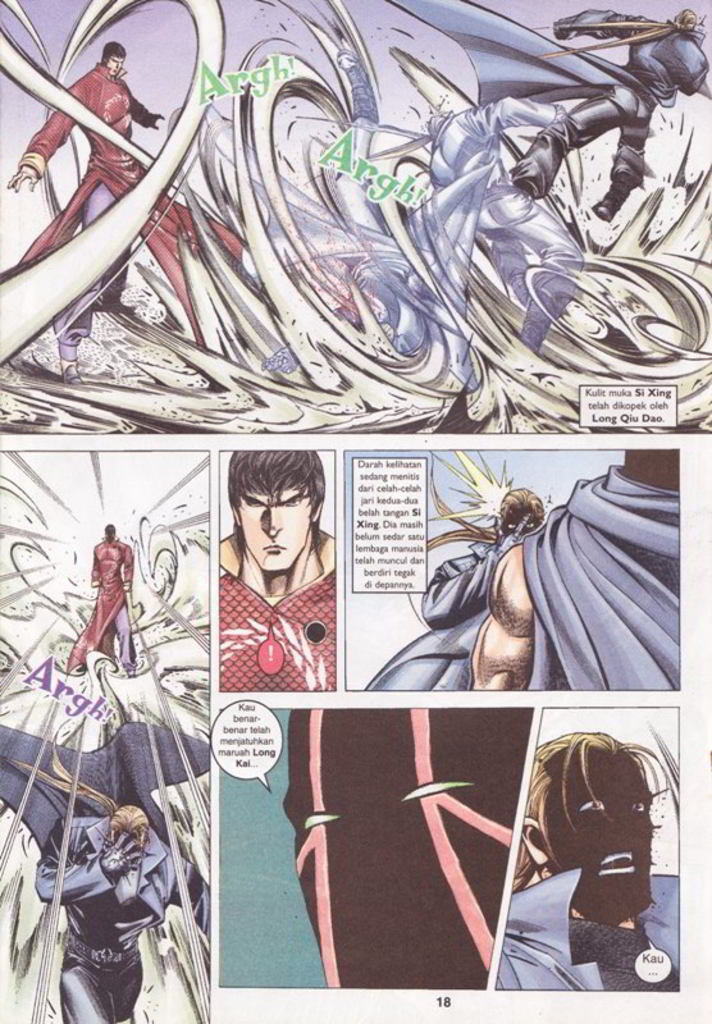 Argh!
Argh!
Kulit muka Si Xing
telah dikopek oleh
Long Qiu Dao.
Argh!
!
Darah kelihatan
sedang menitis
dari celah-celah
jari kedua-dua
belah tangan Si
Xing. Dia masih
belum sedar satu
lembaga manusia
telah muncul dan
berdiri tegak
di depannya.
Kau
benar-
benar telah
menjatuhkan
maruah Long
Kai...
Kau
...
18